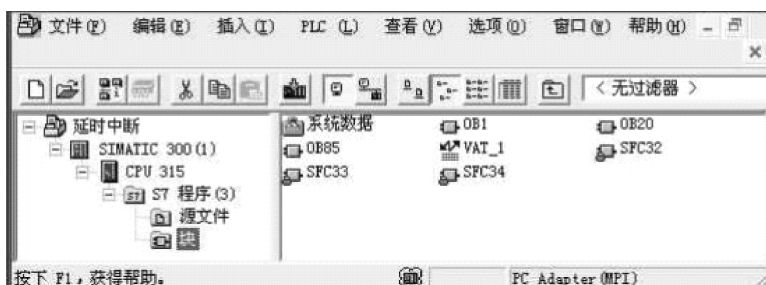 文件(F) 编辑(E) 插入(I) PLC (L) 查看(V) 选项(O) 窗口(W) 帮助(H)
< 无过滤器 >
延时中断
SIMATIC 300(1)
CPU 315
S7 程序(3)
源文件
块
系统数据 OB1 OB20
OB85 VAT_1 SFC32
SFC33 SFC34
按下 F1，获得帮助。 PC Adapter(MPI)